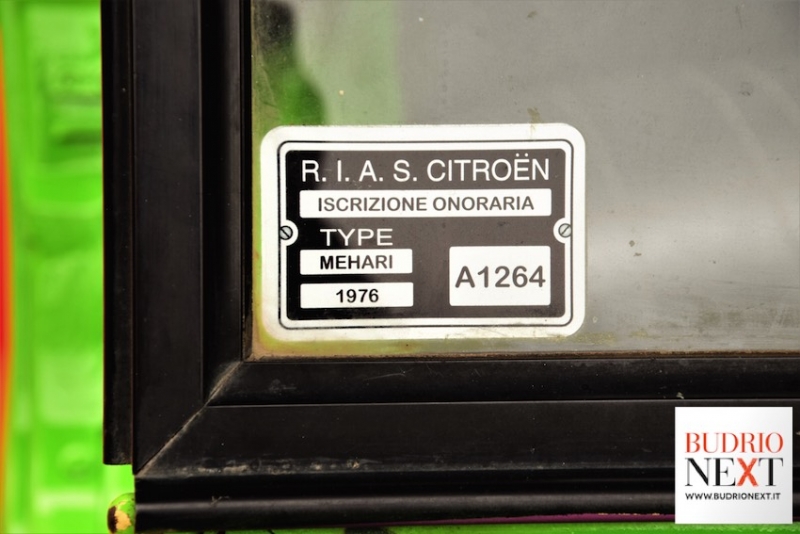 R. I. A. S. CITROËN
ISCRIZIONE ONORARIA
TYPE
MEHARI
1976
A1264
BUDRIO
NEXT
WWW.BUDRIONEXT.IT